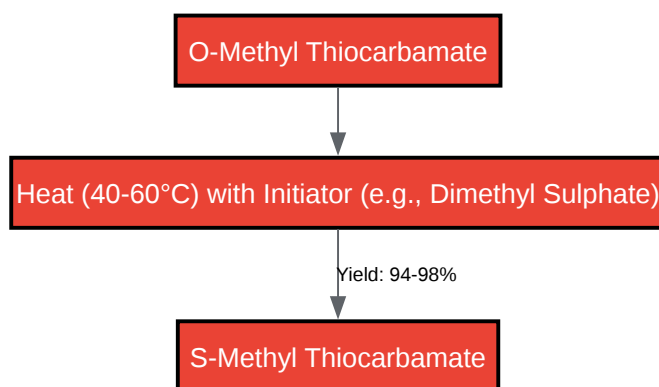 O-Methyl Thiocarbamate
Heat (40-60°C) with Initiator (e.g., Dimethyl Sulphate)
Yield: 94-98%
S-Methyl Thiocarbamate